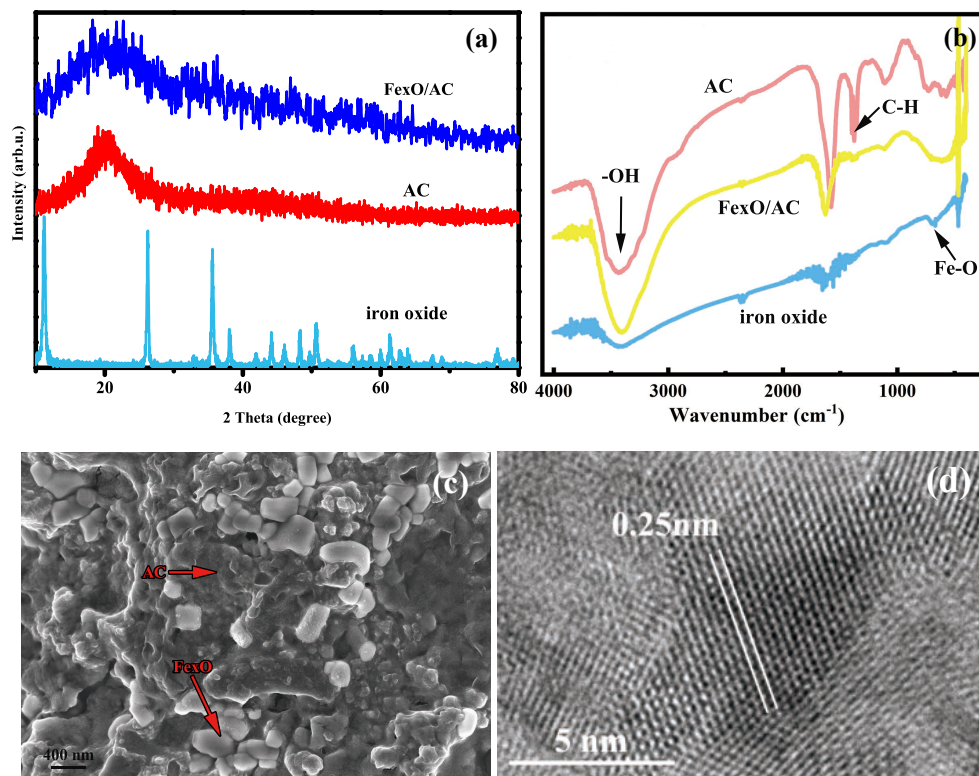 (a)
FexO/AC
AC
iron oxide
Intensity (arb.u.)
20 40 60 80
2 Theta (degree)
(b)
AC
C-H
-OH
FexO/AC
Fe-O
iron oxide
4000 3000 2000 1000
Wavenumber (cm⁻¹)
(c)
AC
FexO
400 nm
(d)
0.25nm
5 nm